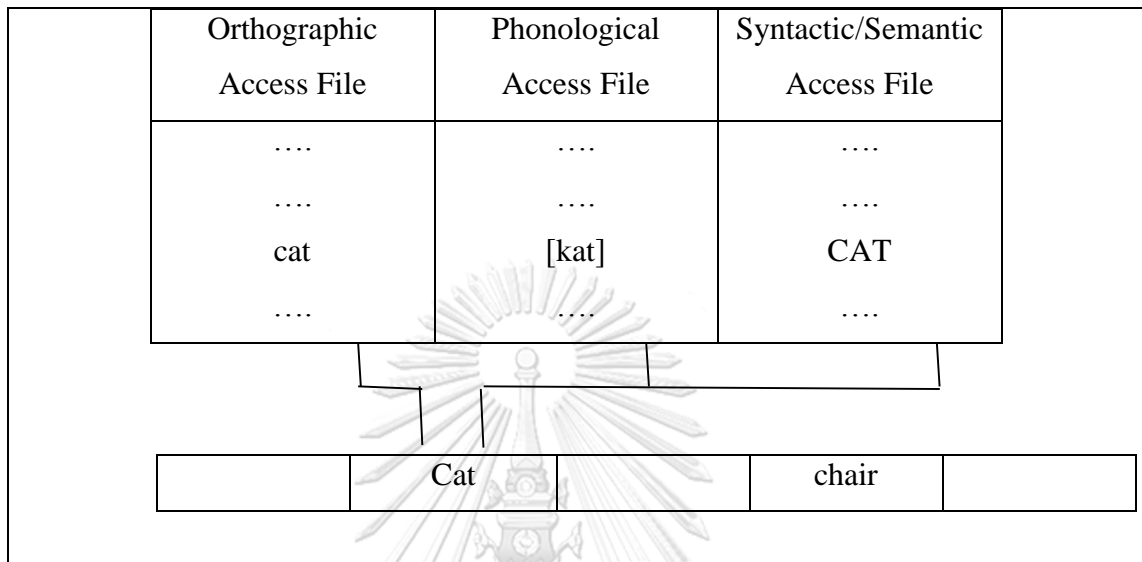 Orthographic Phonological Syntactic/Semantic
Access File Access File Access File
…. …. ….
…. …. ….
cat [kat] CAT
…. …. ….
Cat chair